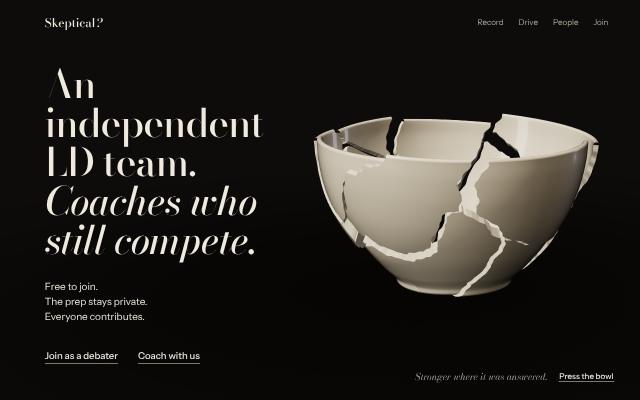 Skeptical?
Record Drive People Join
An
independent
LD team.
Coaches who
still compete.
Free to join.
The prep stays private.
Everyone contributes.
Join as a debater Coach with us
Stronger where it was answered. Press the bowl